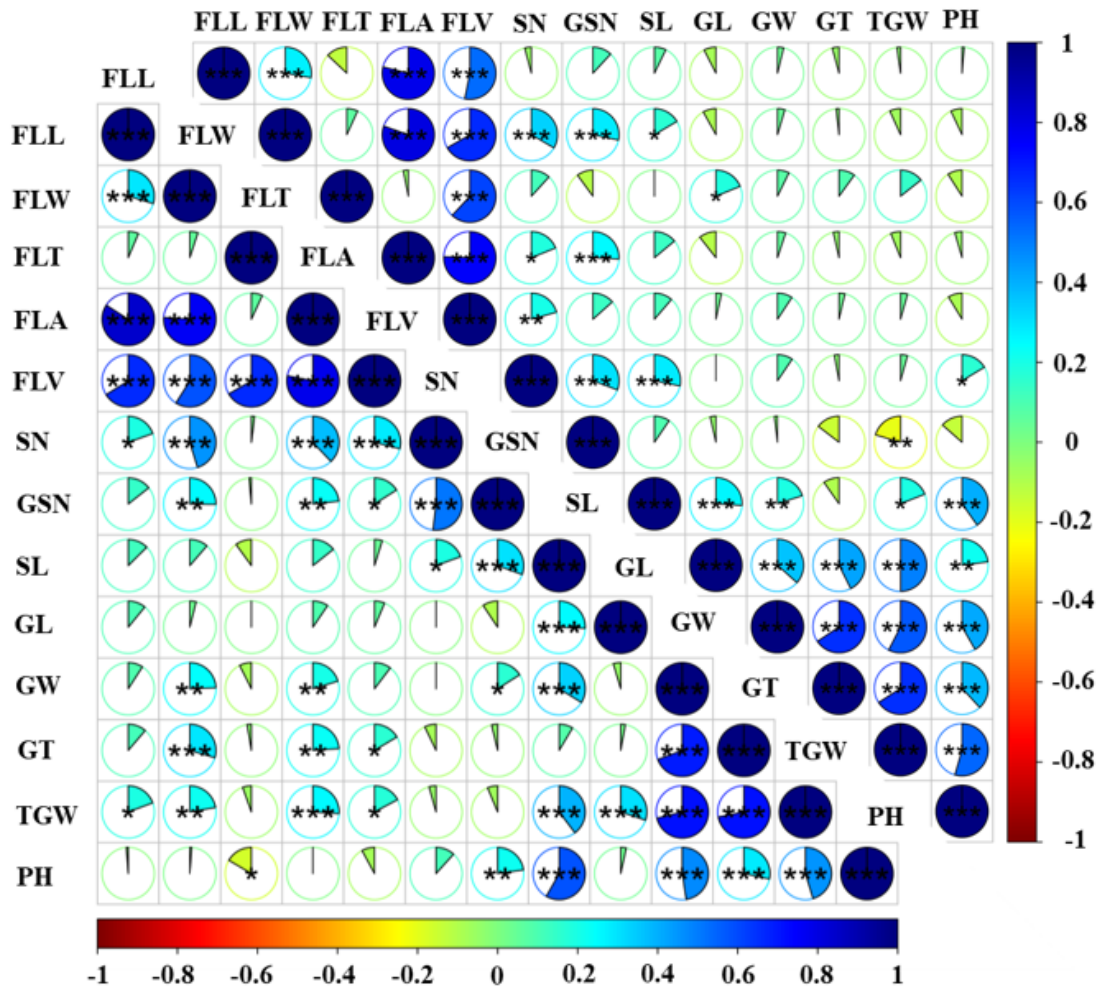 FLL FLW FLT FLA FLV SN GSN SL GL GW GT TGW PH
FLL *** *** *** ***
FLL *** FLW *** *** *** *** *** *
FLW *** *** FLT *** *** *
FLT *** FLA *** *** * ***
FLA *** *** *** FLV *** **
FLV *** *** *** *** *** SN *** *** *** *
SN * *** *** *** *** GSN *** **
GSN ** ** * *** *** SL *** *** ** * ***
SL * *** *** GL *** *** *** *** **
GL *** *** GW *** *** *** ***
GW ** ** * *** *** GT *** *** ***
GT *** ** * *** *** TGW *** ***
TGW * ** *** * *** *** *** *** *** PH ***
PH * ** *** *** *** *** ***
1
0.8
0.6
0.4
0.2
0
-0.2
-0.4
-0.6
-0.8
-1
-1 -0.8 -0.6 -0.4 -0.2 0 0.2 0.4 0.6 0.8 1